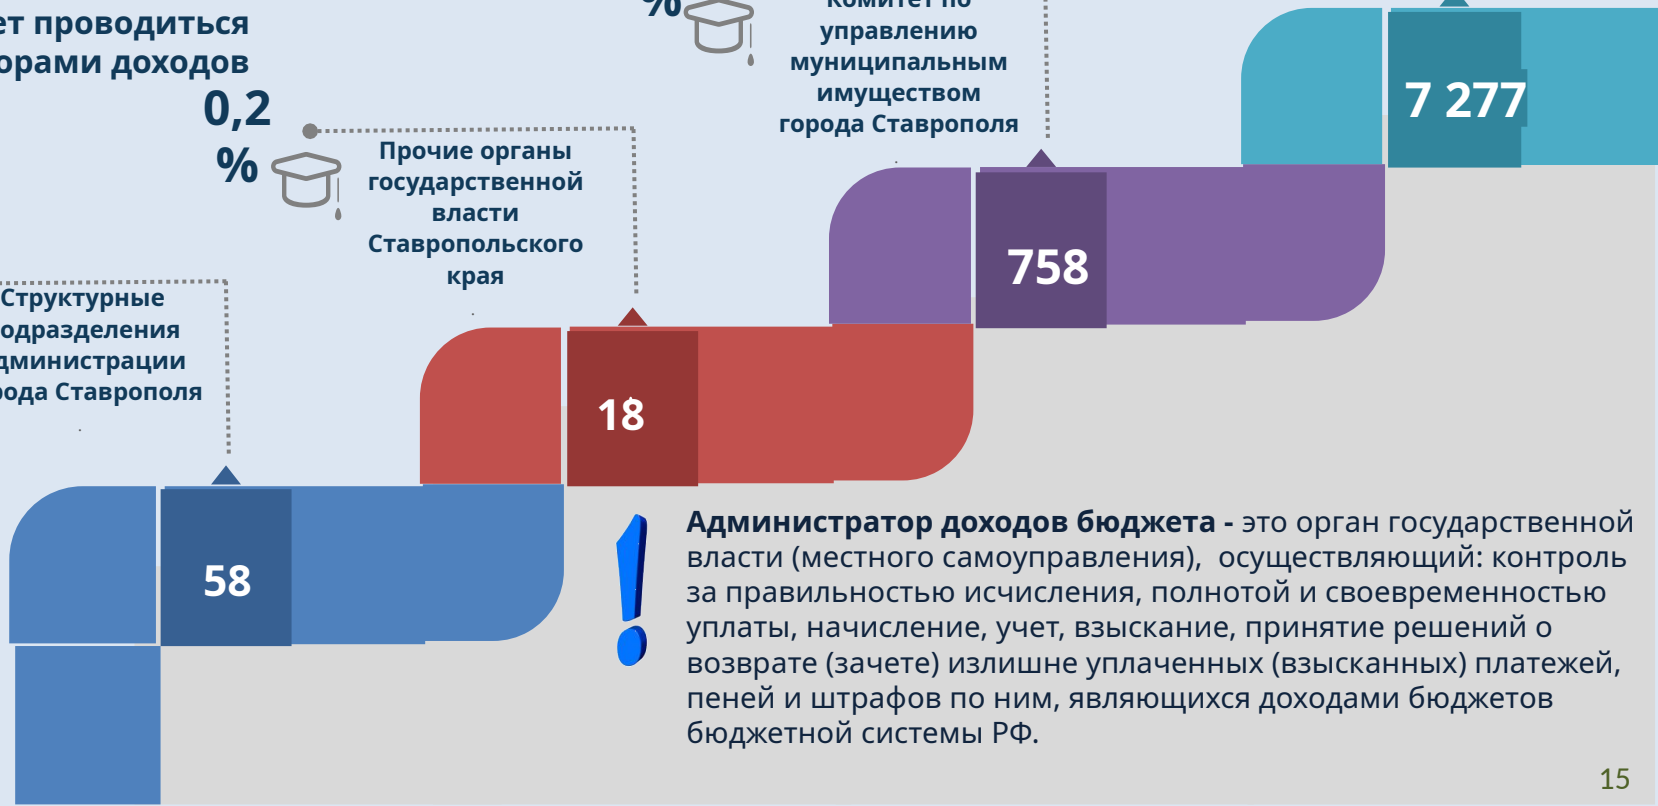 ет проводиться
орами доходов
0,2
%
%
Комитет по
управлению
муниципальным
имуществом
города Ставрополя
7 277
Прочие органы
государственной
власти
Ставропольского
края
758
Структурные
одразделения
дминистрации
рода Ставрополя
18
58
Администратор доходов бюджета - это орган государственной
власти (местного самоуправления),  осуществляющий: контроль
за правильностью исчисления, полнотой и своевременностью
уплаты, начисление, учет, взыскание, принятие решений о
возврате (зачете) излишне уплаченных (взысканных) платежей,
пеней и штрафов по ним, являющихся доходами бюджетов
бюджетной системы РФ.
15